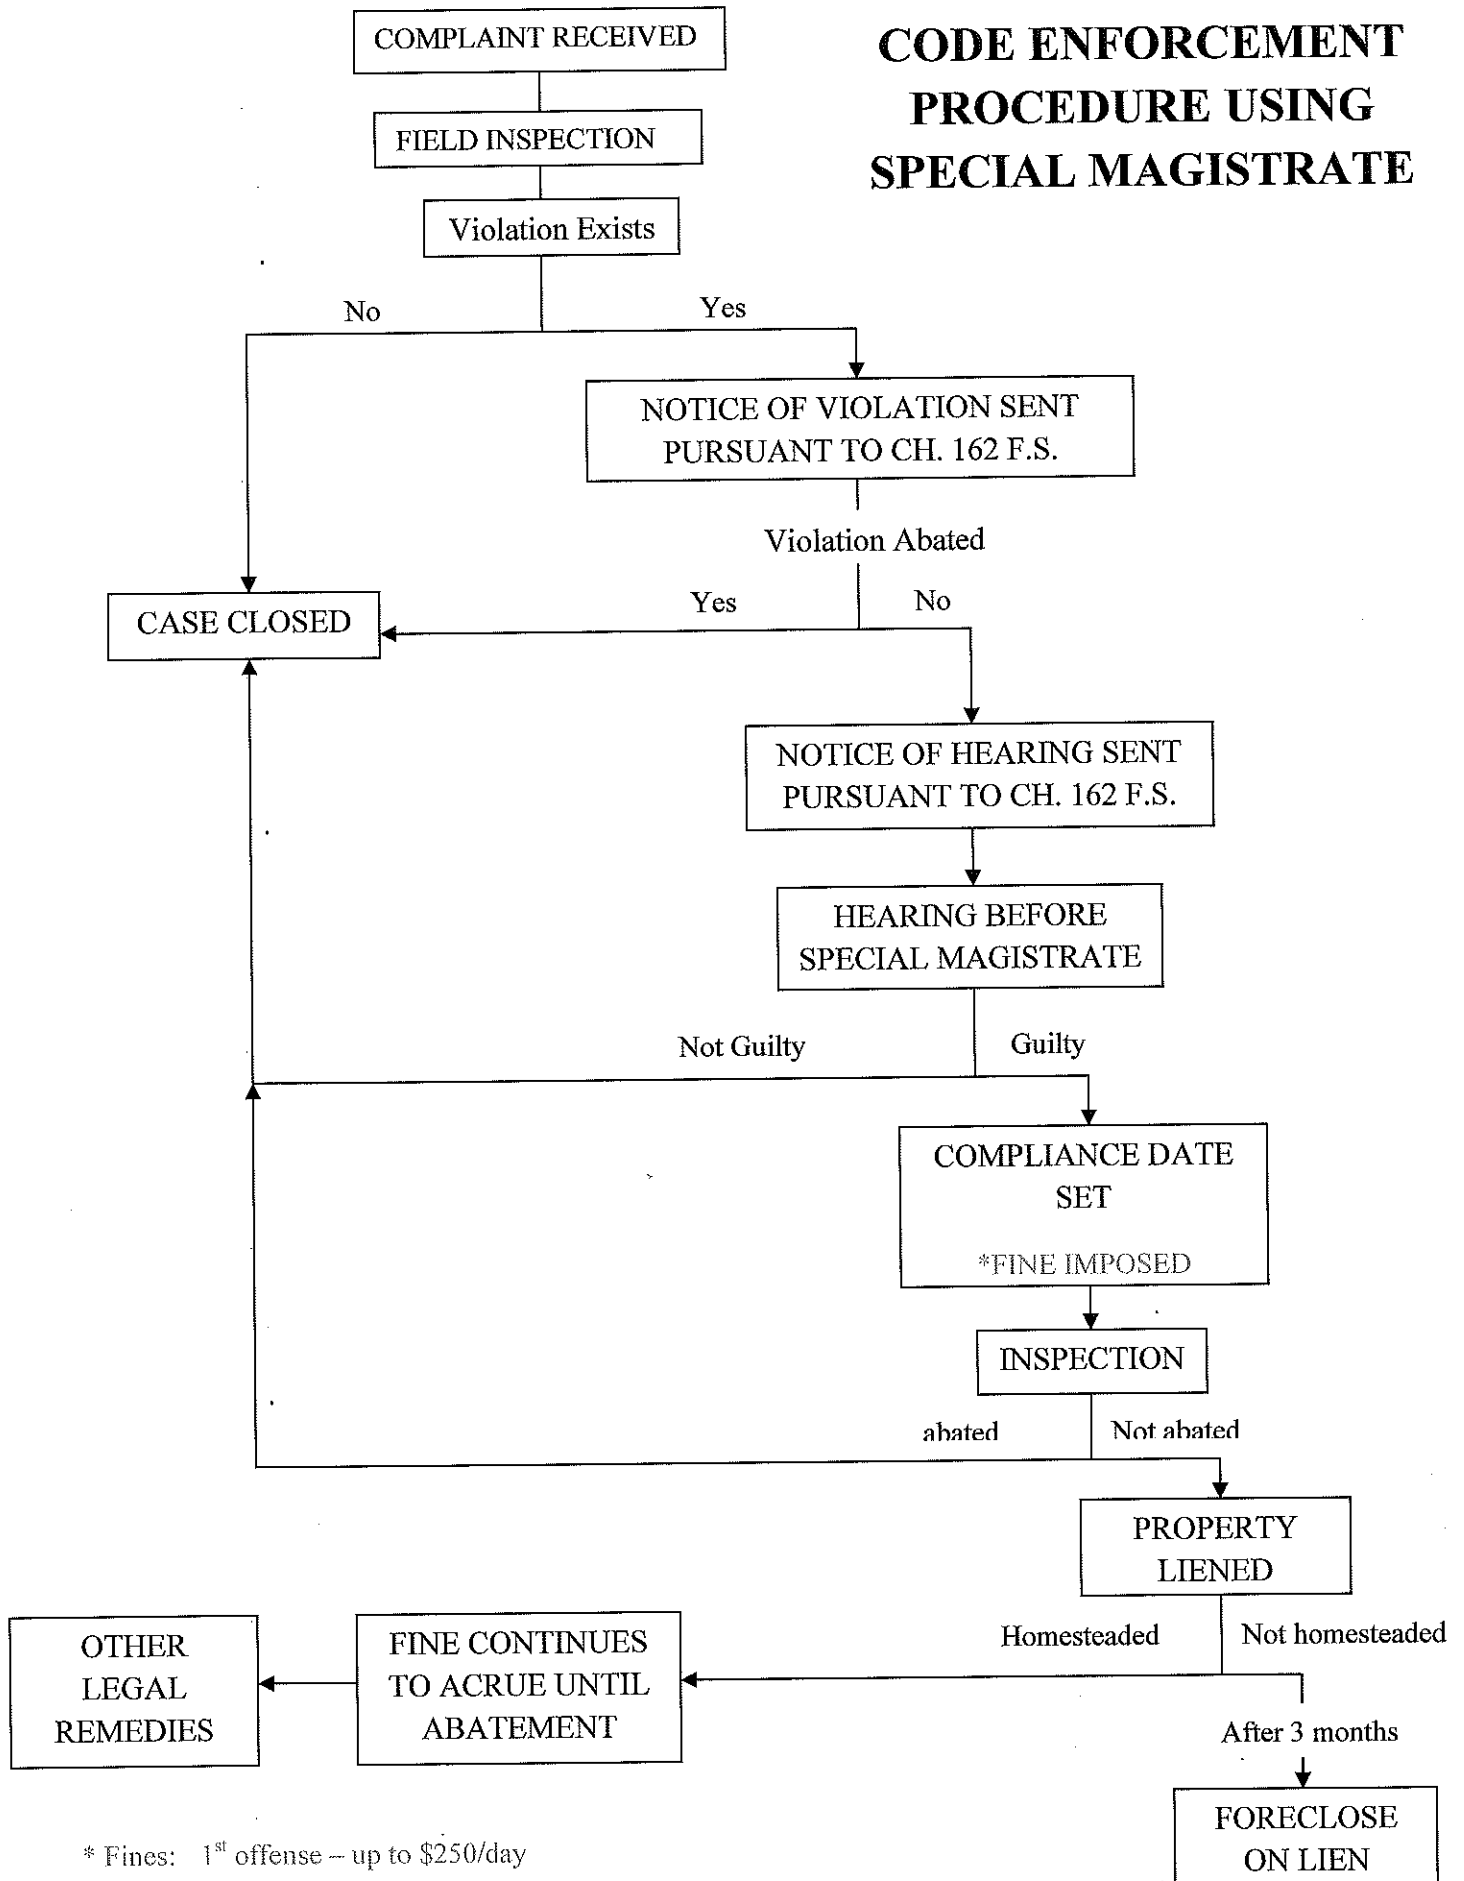 CODE ENFORCEMENT
PROCEDURE USING
SPECIAL MAGISTRATE
COMPLAINT RECEIVED
FIELD INSPECTION
Violation Exists
No
Yes
NOTICE OF VIOLATION SENT
PURSUANT TO CH. 162 F.S.
Violation Abated
CASE CLOSED
Yes
No
NOTICE OF HEARING SENT
PURSUANT TO CH. 162 F.S.
HEARING BEFORE
SPECIAL MAGISTRATE
Not Guilty
Guilty
COMPLIANCE DATE
SET
*FINE IMPOSED
INSPECTION
abated
Not abated
PROPERTY
LIENED
Homesteaded
Not homesteaded
OTHER
LEGAL
REMEDIES
FINE CONTINUES
TO ACRUE UNTIL
ABATEMENT
After 3 months
FORECLOSE
ON LIEN
* Fines: 1st offense – up to $250/day